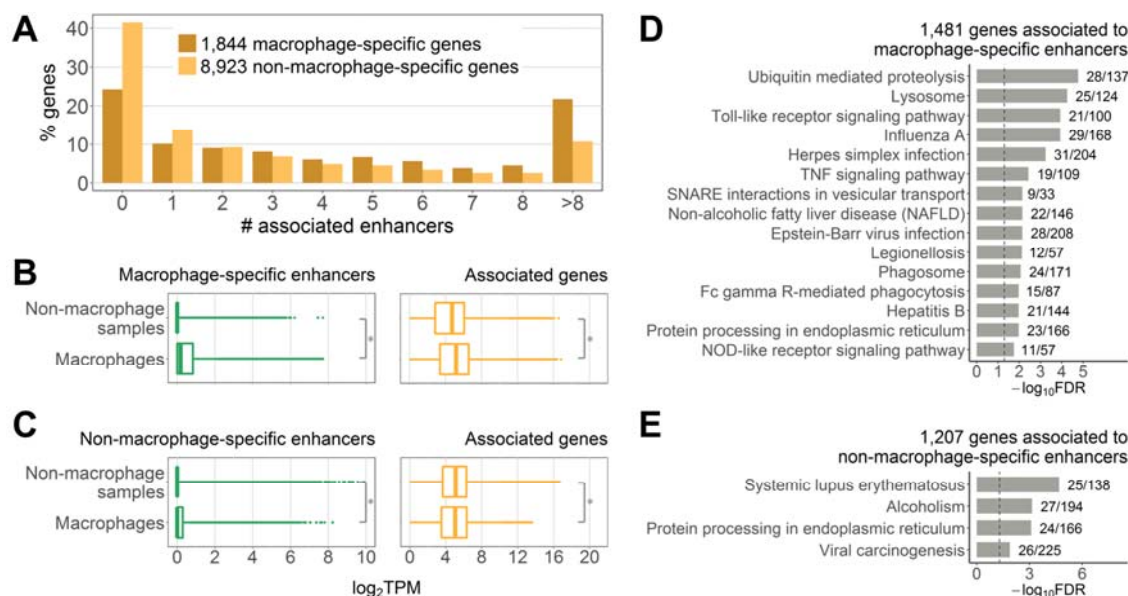 A
% genes
40
30
20
10
0
1,844 macrophage-specific genes
8,923 non-macrophage-specific genes
0 1 2 3 4 5 6 7 8 >8
# associated enhancers
B
Macrophage-specific enhancers
Associated genes
Non-macrophage
samples
Macrophages
*
*
C
Non-macrophage-specific enhancers
Associated genes
Non-macrophage
samples
Macrophages
*
*
0 2 4 6 8 10
0 4 8 12 16 20
log₂TPM
D
1,481 genes associated to
macrophage-specific enhancers
Ubiquitin mediated proteolysis 28/137
Lysosome 25/124
Toll-like receptor signaling pathway 21/100
Influenza A 29/168
Herpes simplex infection 31/204
TNF signaling pathway 19/109
SNARE interactions in vesicular transport 9/33
Non-alcoholic fatty liver disease (NAFLD) 22/146
Epstein-Barr virus infection 28/208
Legionellosis 12/57
Phagosome 24/171
Fc gamma R-mediated phagocytosis 15/87
Hepatitis B 21/144
Protein processing in endoplasmic reticulum 23/166
NOD-like receptor signaling pathway 11/57
0 1 2 3 4 5
−log₁₀FDR
E
1,207 genes associated to
non-macrophage-specific enhancers
Systemic lupus erythematosus 25/138
Alcoholism 27/194
Protein processing in endoplasmic reticulum 24/166
Viral carcinogenesis 26/225
0 3 6
−log₁₀FDR